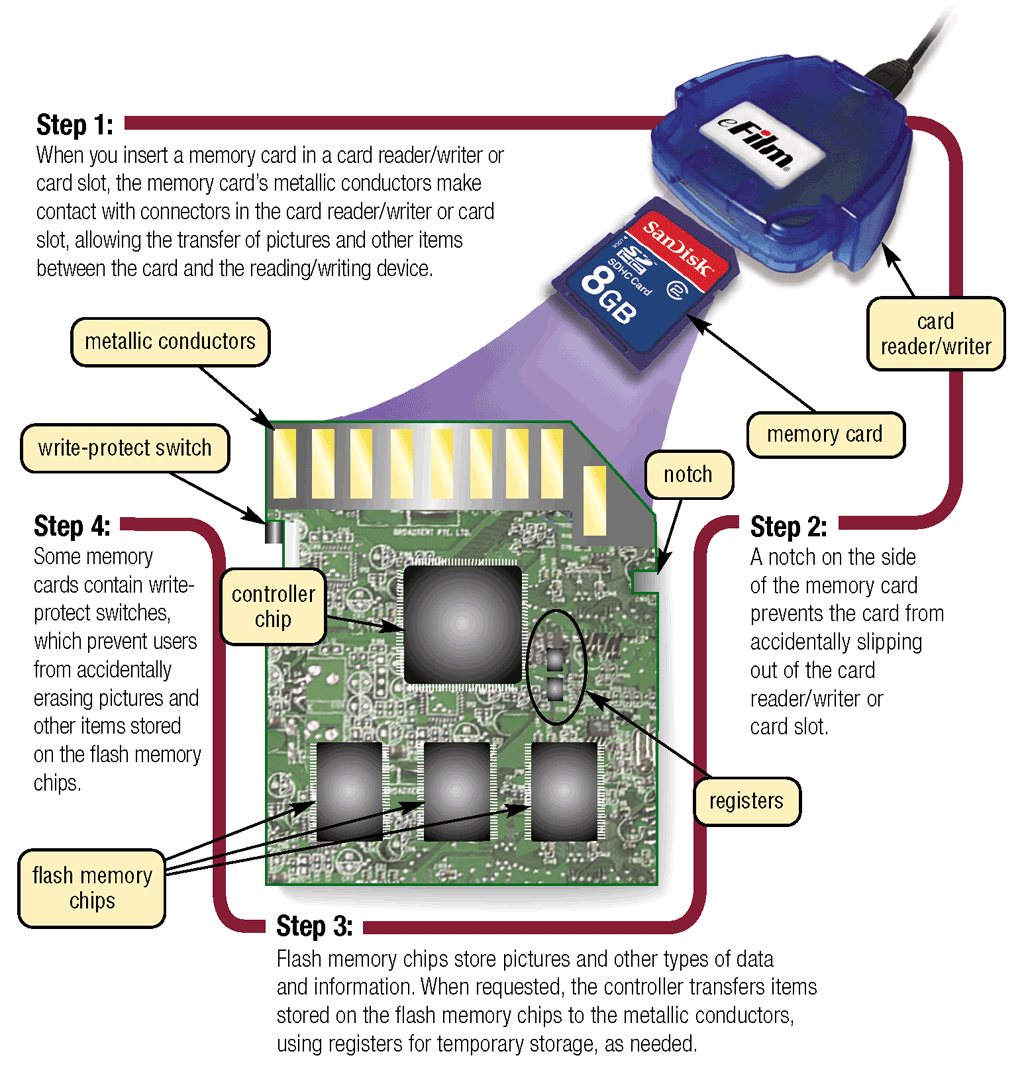 Step 1:
When you insert a memory card in a card reader/writer or
card slot, the memory card's metallic conductors make
contact with connectors in the card reader/writer or card
slot, allowing the transfer of pictures and other items
between the card and the reading/writing device.
eFilm
SanDisk
SDHC Card
2
8GB
card
reader/writer
metallic conductors
memory card
write-protect switch
notch
Step 4:
Some memory
cards contain write-
protect switches,
which prevent users
from accidentally
erasing pictures and
other items stored
on the flash memory
chips.
controller
chip
Step 2:
A notch on the side
of the memory card
prevents the card from
accidentally slipping
out of the card
reader/writer or
card slot.
registers
flash memory
chips
Step 3:
Flash memory chips store pictures and other types of data
and information. When requested, the controller transfers items
stored on the flash memory chips to the metallic conductors,
using registers for temporary storage, as needed.